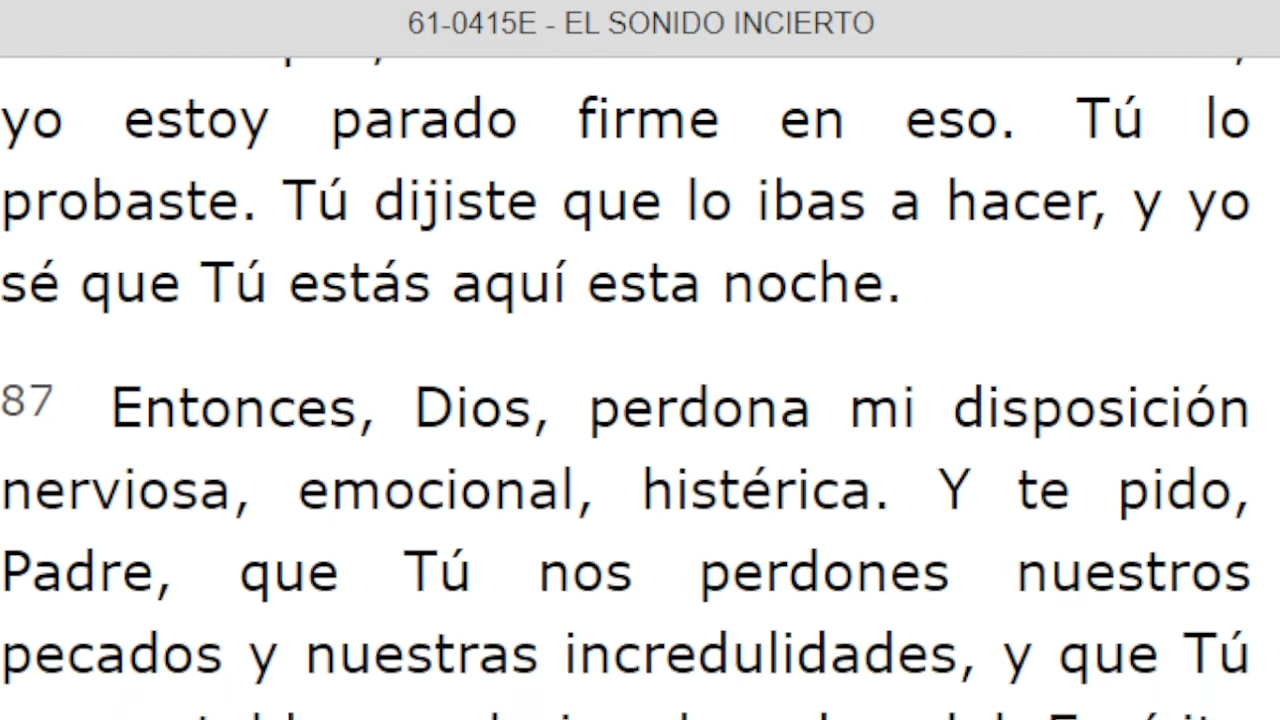 61-0415E - EL SONIDO INCIERTO
yo estoy parado firme en eso. Tú lo
probaste. Tú dijiste que lo ibas a hacer, y yo
sé que Tú estás aquí esta noche.
87 Entonces, Dios, perdona mi disposición
nerviosa, emocional, histérica. Y te pido,
Padre, que Tú nos perdones nuestros
pecados y nuestras incredulidades, y que Tú